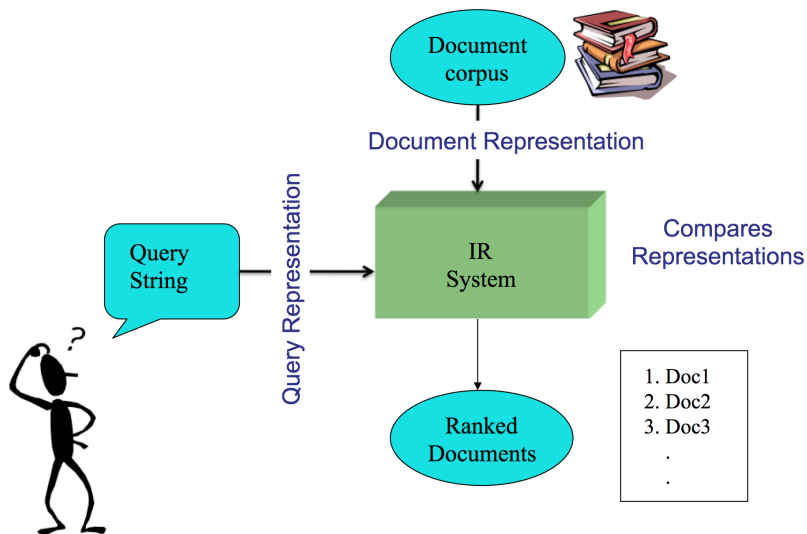 Document
corpus
Document Representation
Query Representation
Query
String
IR
System
Compares
Representations
?
Ranked
Documents
1. Doc1
2. Doc2
3. Doc3
.
.